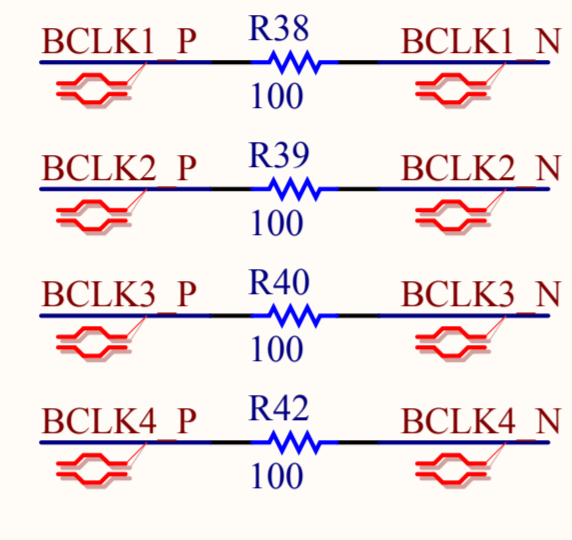 BCLK1_P R38 BCLK1_N
100
BCLK2_P R39 BCLK2_N
100
BCLK3_P R40 BCLK3_N
100
BCLK4_P R42 BCLK4_N
100